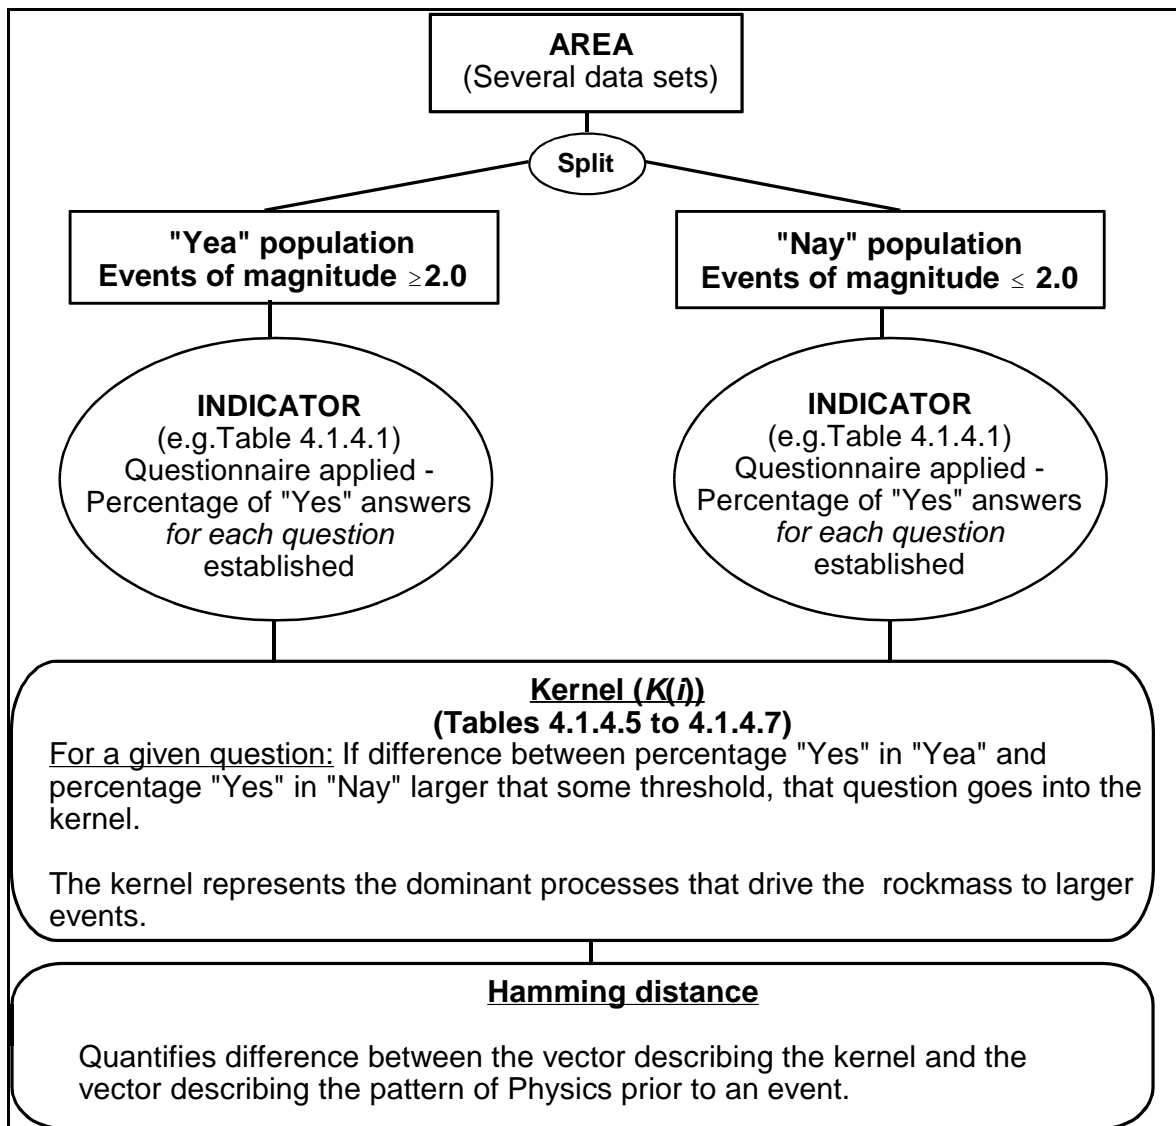 AREA
(Several data sets)
Split
"Yea" population
Events of magnitude ≥2.0
"Nay" population
Events of magnitude ≤ 2.0
INDICATOR
(e.g.Table 4.1.4.1)
Questionnaire applied -
Percentage of "Yes" answers
for each question
established
INDICATOR
(e.g.Table 4.1.4.1)
Questionnaire applied -
Percentage of "Yes" answers
for each question
established
Kernel (K(i))
(Tables 4.1.4.5 to 4.1.4.7)
For a given question: If difference between percentage "Yes" in "Yea" and
percentage "Yes" in "Nay" larger that some threshold, that question goes into the
kernel.
The kernel represents the dominant processes that drive the rockmass to larger
events.
Hamming distance
Quantifies difference between the vector describing the kernel and the
vector describing the pattern of Physics prior to an event.